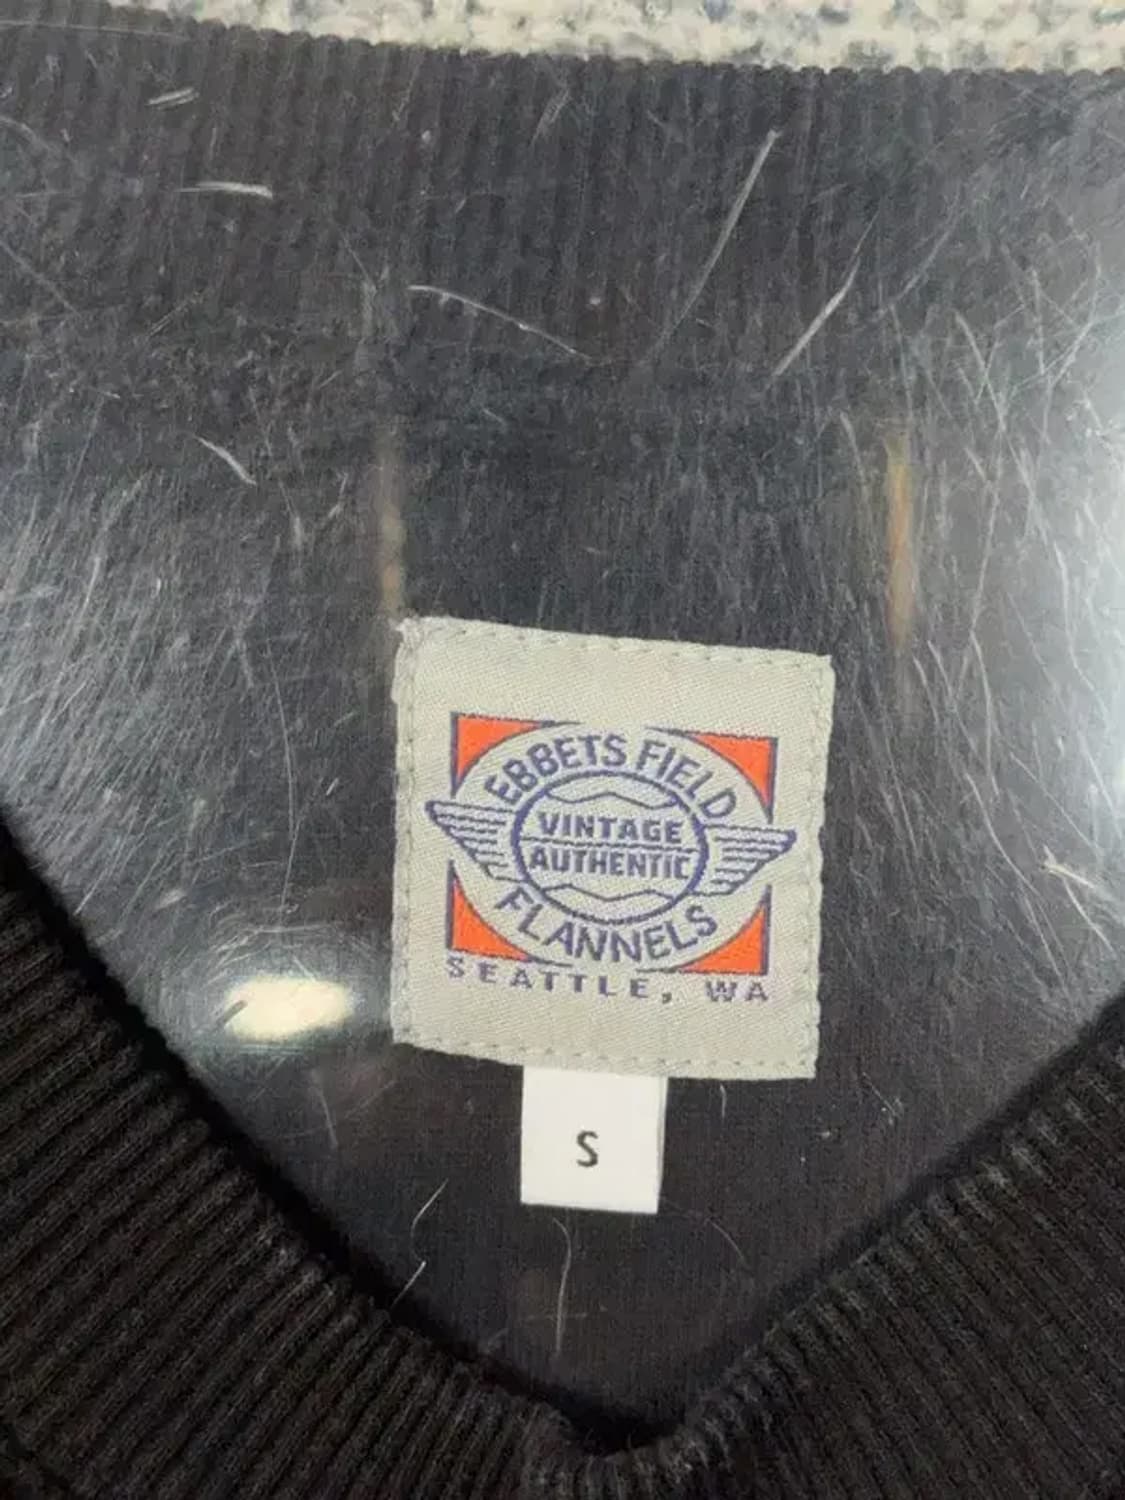 EBBETS FIELD
VINTAGE
AUTHENTIC
FLANNELS
SEATTLE, WA
S